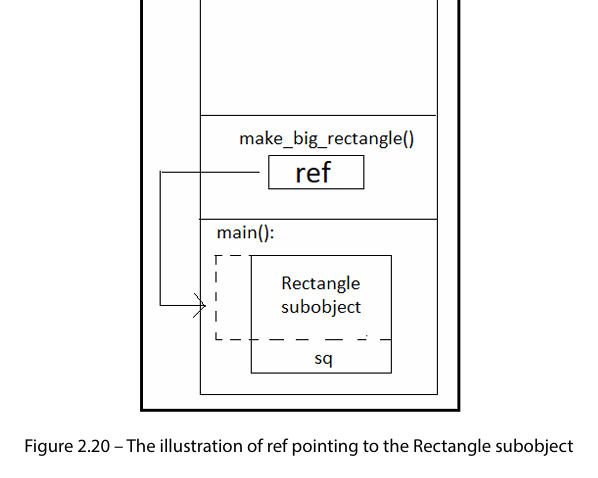 make_big_rectangle()
ref
main():
Rectangle
subobject
sq
Figure 2.20 – The illustration of ref pointing to the Rectangle subobject